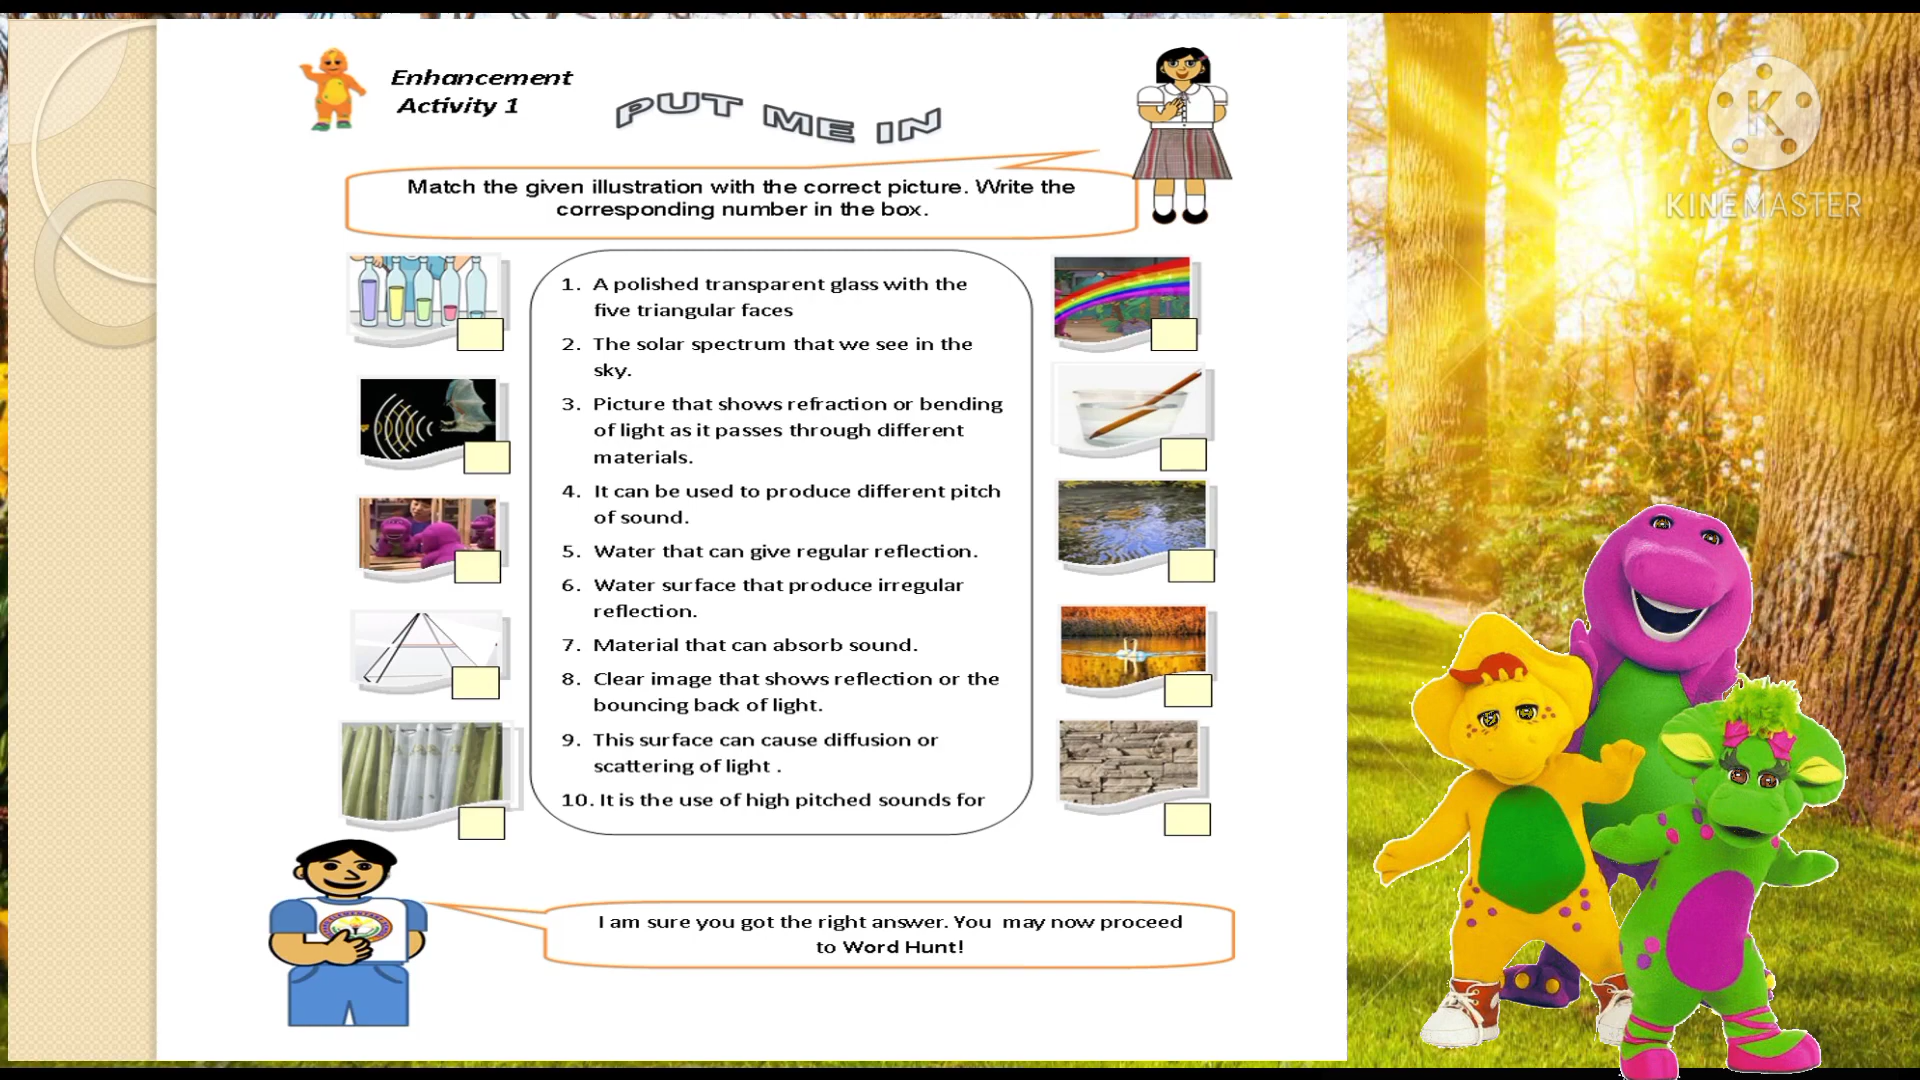 Enhancement
Activity 1
PUT ME IN
Match the given illustration with the correct picture. Write the
corresponding number in the box.
1. A polished transparent glass with the
five triangular faces
2. The solar spectrum that we see in the
sky.
3. Picture that shows refraction or bending
of light as it passes through different
materials.
4. It can be used to produce different pitch
of sound.
5. Water that can give regular reflection.
6. Water surface that produce irregular
reflection.
7. Material that can absorb sound.
8. Clear image that shows reflection or the
bouncing back of light.
9. This surface can cause diffusion or
scattering of light .
10. It is the use of high pitched sounds for
I am sure you got the right answer. You may now proceed
to Word Hunt!
K
KINEMASTER